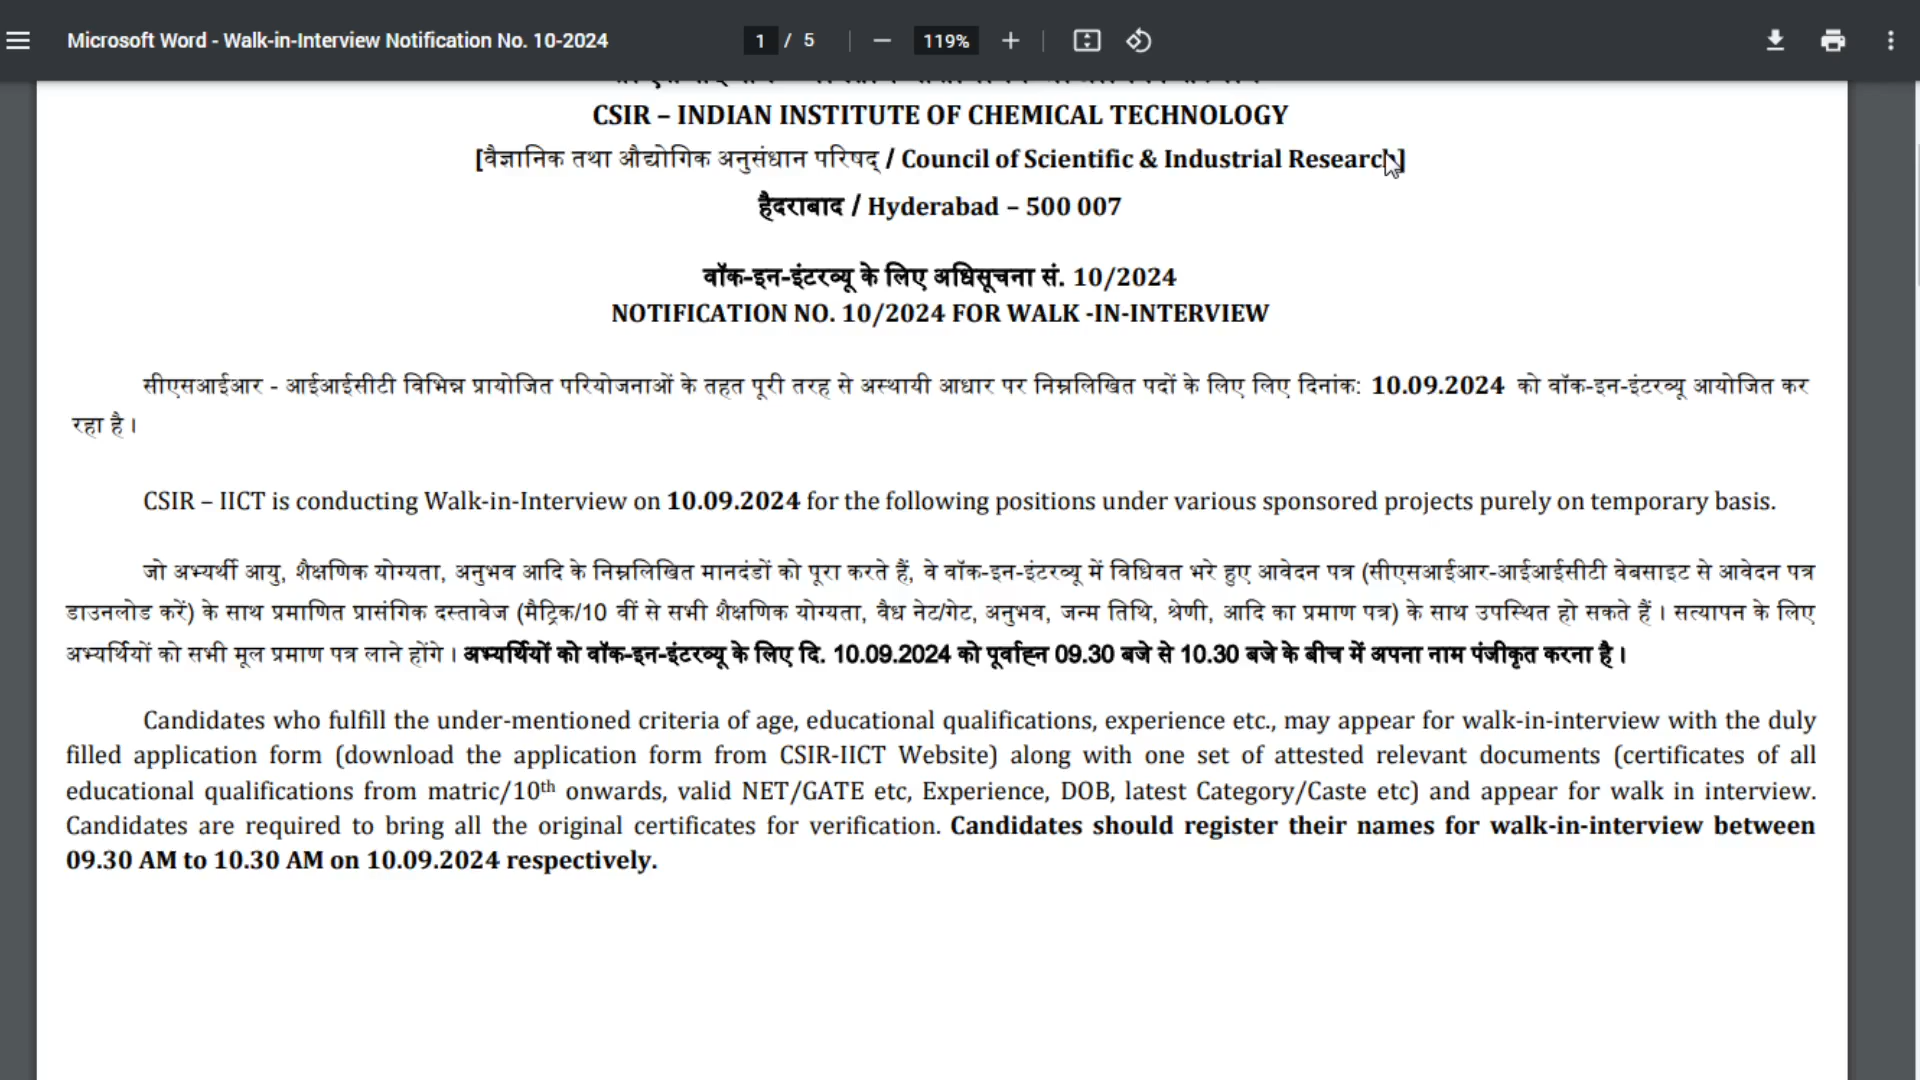 Microsoft Word - Walk-in-Interview Notification No. 10-2024
1 / 5
119%
CSIR – INDIAN INSTITUTE OF CHEMICAL TECHNOLOGY
[वैज्ञानिक तथा औद्योगिक अनुसंधान परिषद् / Council of Scientific & Industrial Research]
हैदराबाद / Hyderabad – 500 007
वॉक-इन-इंटरव्यू के लिए अधिसूचना सं. 10/2024
NOTIFICATION NO. 10/2024 FOR WALK -IN-INTERVIEW
सीएसआईआर - आईआईसीटी विभिन्न प्रायोजित परियोजनाओं के तहत पूरी तरह से अस्थायी आधार पर निम्नलिखित पदों के लिए लिए दिनांक: 10.09.2024 को वॉक-इन-इंटरव्यू आयोजित कर
रहा है।
CSIR – IICT is conducting Walk-in-Interview on 10.09.2024 for the following positions under various sponsored projects purely on temporary basis.
जो अभ्यर्थी आयु, शैक्षणिक योग्यता, अनुभव आदि के निम्नलिखित मानदंडों को पूरा करते हैं, वे वॉक-इन-इंटरव्यू में विधिवत भरे हुए आवेदन पत्र (सीएसआईआर-आईआईसीटी वेबसाइट से आवेदन पत्र
डाउनलोड करें) के साथ प्रमाणित प्रासंगिक दस्तावेज (मैट्रिक/10 वीं से सभी शैक्षणिक योग्यता, वैध नेट/गेट, अनुभव, जन्म तिथि, श्रेणी, आदि का प्रमाण पत्र) के साथ उपस्थित हो सकते हैं। सत्यापन के लिए
अभ्यर्थियों को सभी मूल प्रमाण पत्र लाने होंगे। अभ्यर्थियों को वॉक-इन-इंटरव्यू के लिए दि. 10.09.2024 को पूर्वाह्न 09.30 बजे से 10.30 बजे के बीच में अपना नाम पंजीकृत करना है।
Candidates who fulfill the under-mentioned criteria of age, educational qualifications, experience etc., may appear for walk-in-interview with the duly
filled application form (download the application form from CSIR-IICT Website) along with one set of attested relevant documents (certificates of all
educational qualifications from matric/10th onwards, valid NET/GATE etc, Experience, DOB, latest Category/Caste etc) and appear for walk in interview.
Candidates are required to bring all the original certificates for verification. Candidates should register their names for walk-in-interview between
09.30 AM to 10.30 AM on 10.09.2024 respectively.